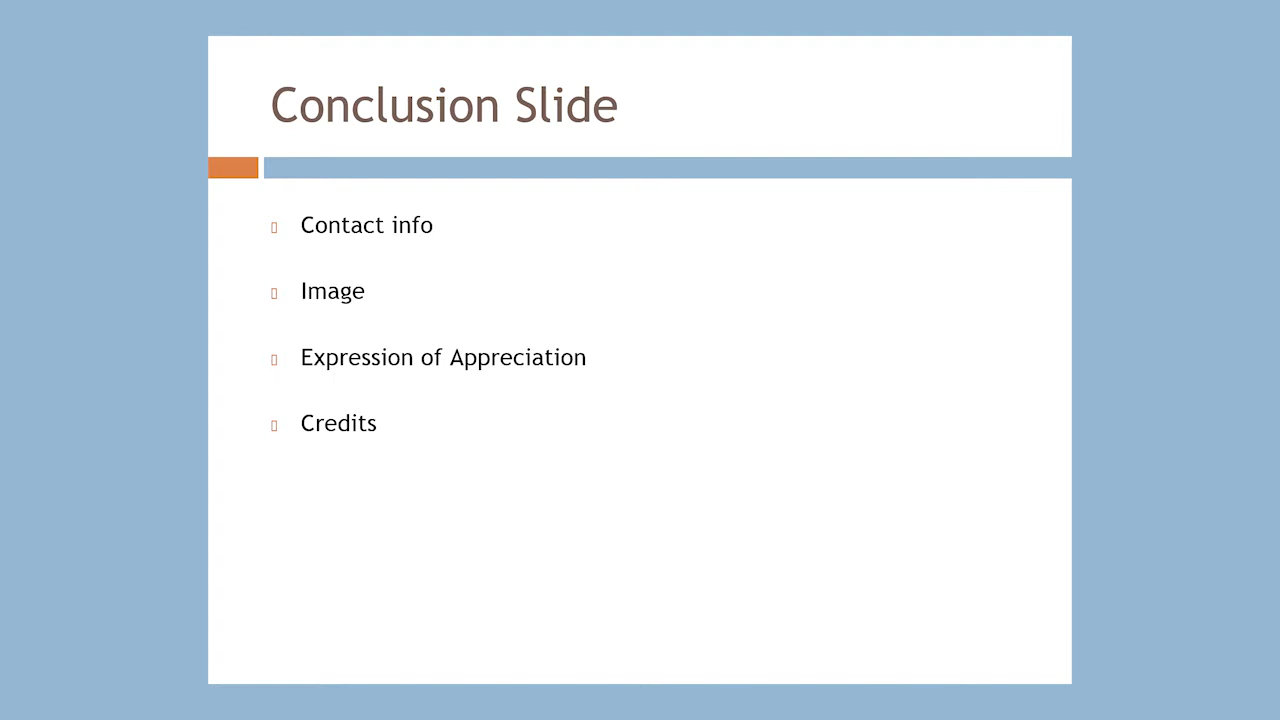 Conclusion Slide
Contact info
Image
Expression of Appreciation
Credits